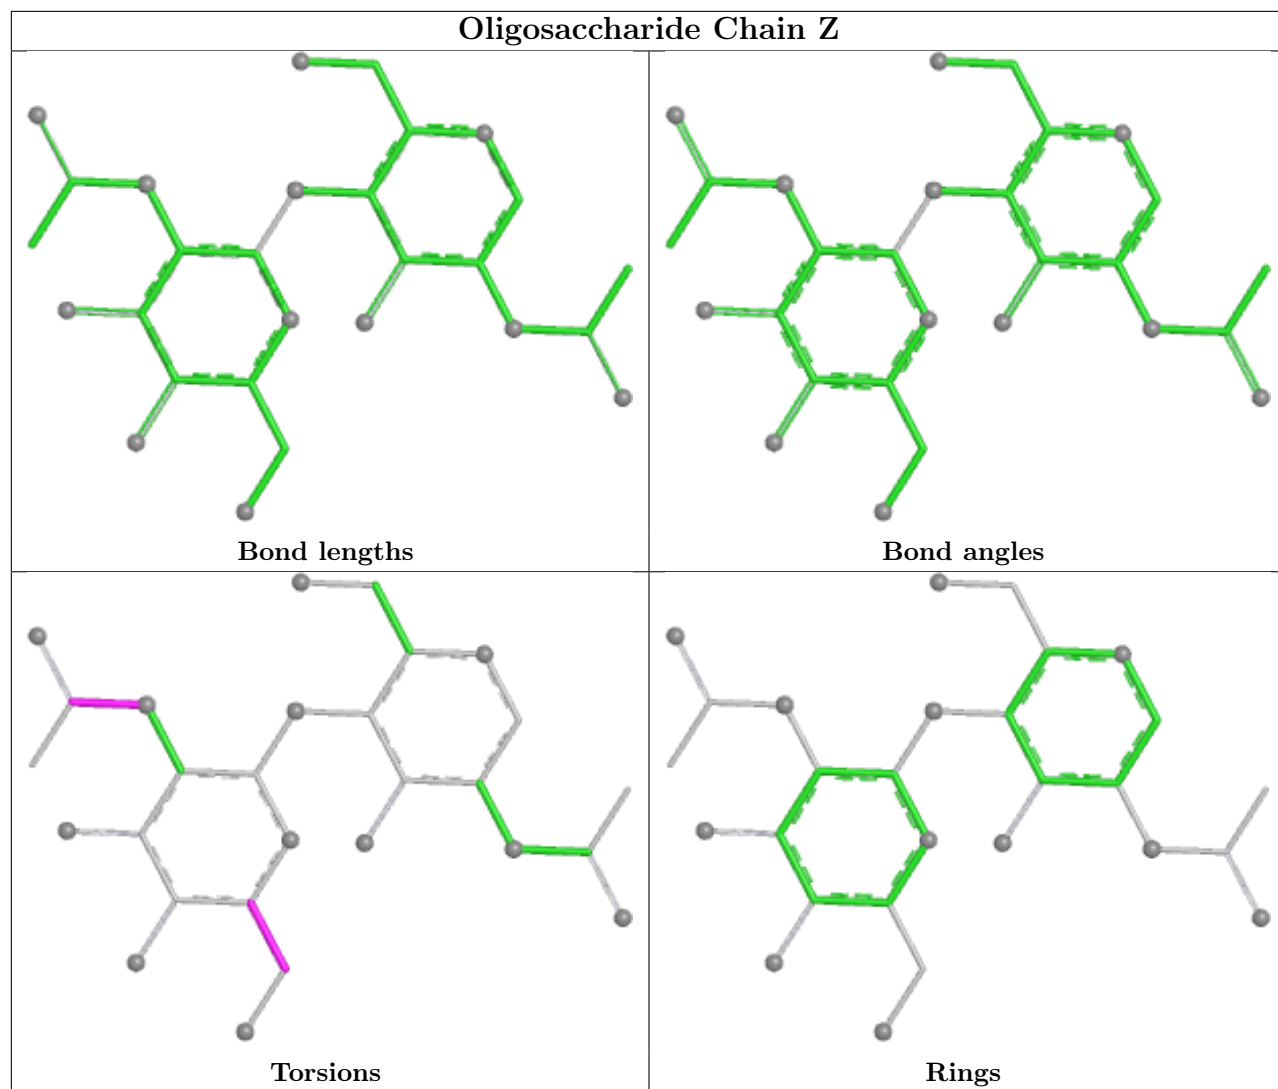 Oligosaccharide Chain Z
Bond lengths
Bond angles
Torsions
Rings